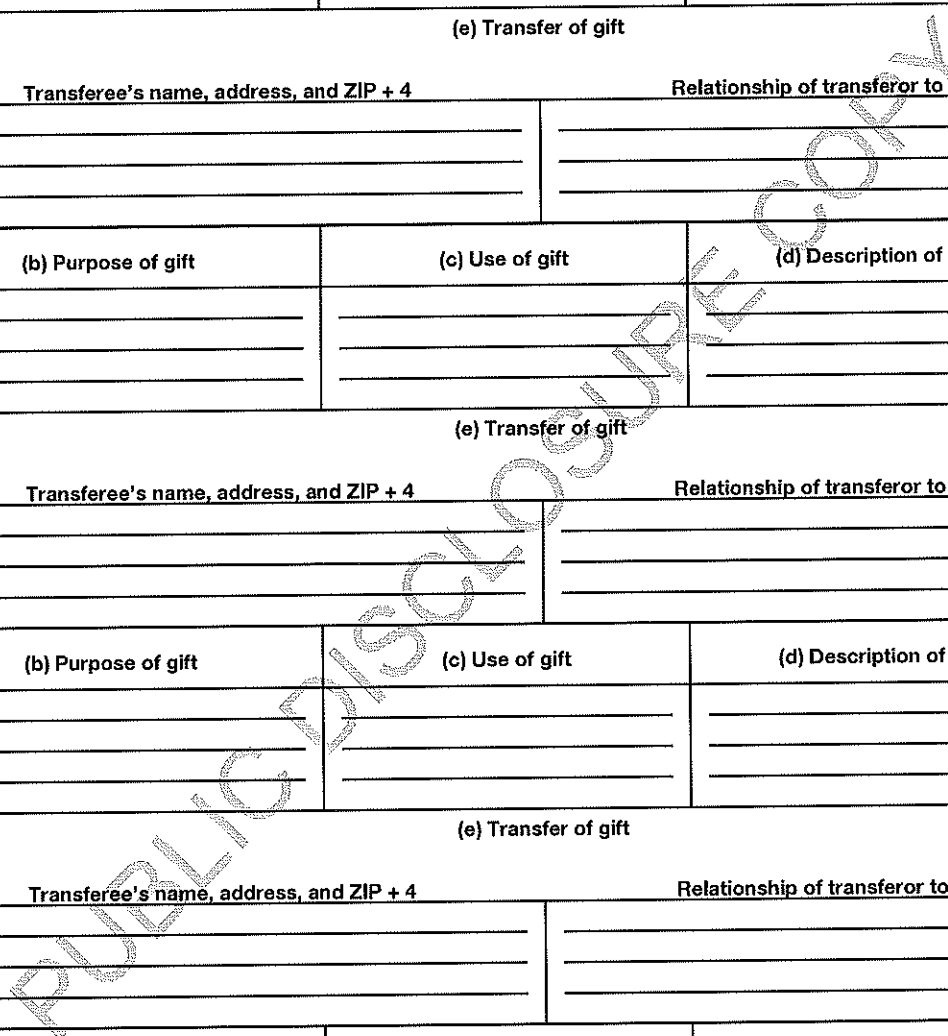 (e) Transfer of gift
Transferee's name, address, and ZIP + 4 Relationship of transferor to
(b) Purpose of gift (c) Use of gift (d) Description of
(e) Transfer of gift
Transferee's name, address, and ZIP + 4 Relationship of transferor to
(b) Purpose of gift (c) Use of gift (d) Description of
(e) Transfer of gift
Transferee's name, address, and ZIP + 4 Relationship of transferor to
PUBLIC DISCLOSURE COPY